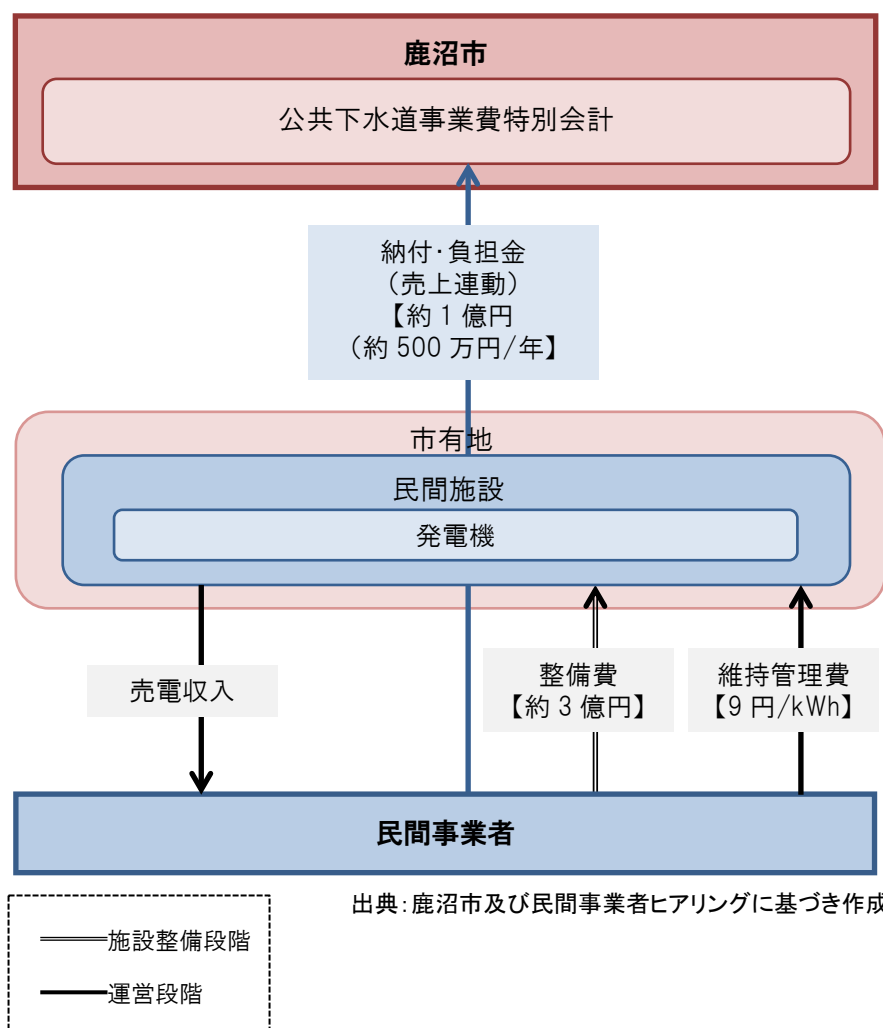 鹿沼市
公共下水道事業費特別会計
納付･負担金
（売上連動）
【約 1 億円
（約 500 万円/年】
市有地
民間施設
発電機
売電収入
整備費
【約 3 億円】
維持管理費
【9 円/kWh】
民間事業者
出典：鹿沼市及び民間事業者ヒアリングに基づき作成
施設整備段階
運営段階